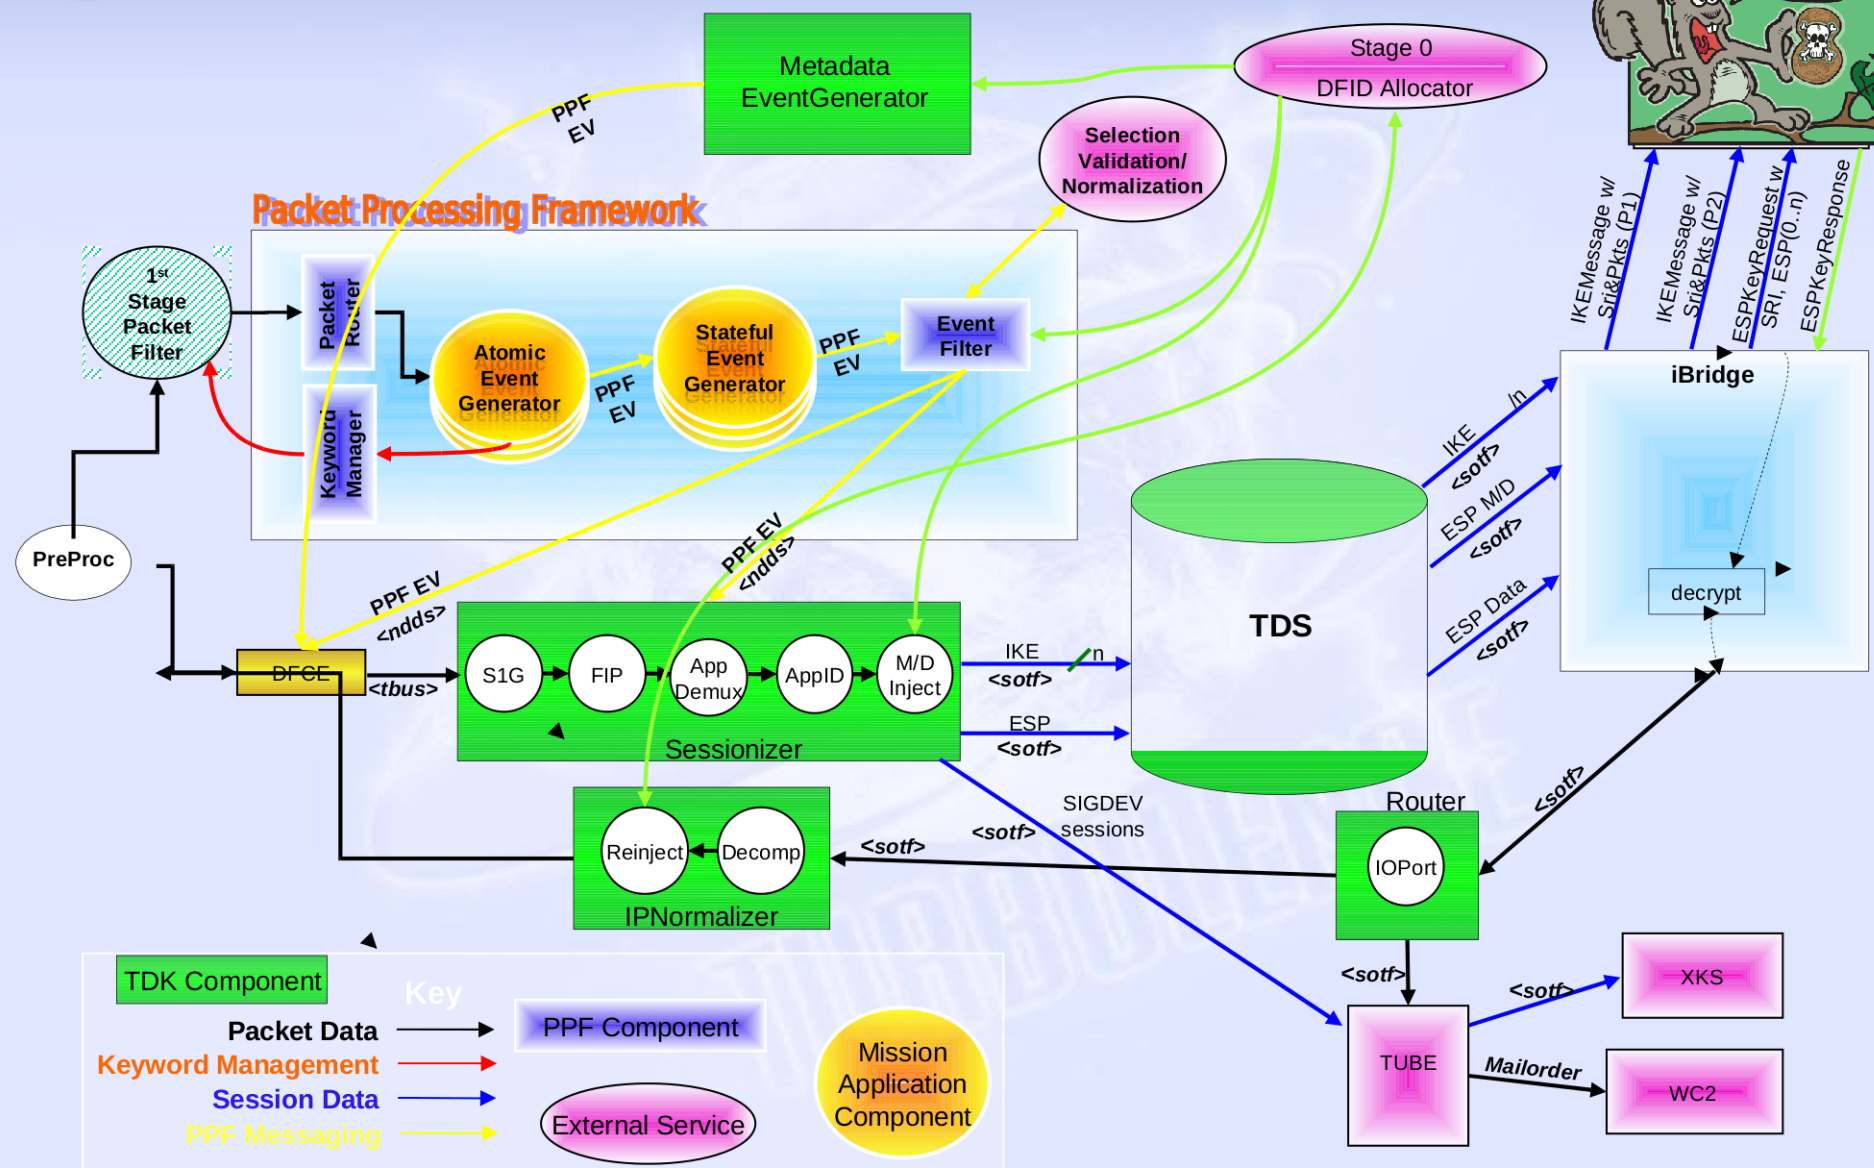 Metadata
EventGenerator
Stage 0
DFID Allocator
Selection
Validation/
Normalization
PPF
EV
Packet Processing Framework
1st
Stage
Packet
Filter
Packet
Router
Keyword
Manager
Atomic
Event
Generator
PPF
EV
Stateful
Event
Generator
PPF
EV
Event
Filter
IKEMessage w/
Sri&Pkts (P1)
IKEMessage w/
Sri&Pkts (P2)
ESPKeyRequest w
SRI, ESP(0..n)
ESPKeyResponse
iBridge
decrypt
PreProc
PPF EV
<ndds>
PPF EV
<ndds>
DFCE
<tbus>
S1G
FIP
App
Demux
AppID
M/D
Inject
Sessionizer
IKE
n
<sotf>
ESP
<sotf>
TDS
IKE
/n
<sotf>
ESP M/D
<sotf>
ESP Data
<sotf>
<sotf>
Reinject
Decomp
IPNormalizer
<sotf>
<sotf>
SIGDEV
sessions
Router
IOPort
<sotf>
TUBE
<sotf>
XKS
Mailorder
WC2
TURBULENCE
Key
TDK Component
Packet Data
Keyword Management
Session Data
PPF Messaging
PPF Component
External Service
Mission
Application
Component